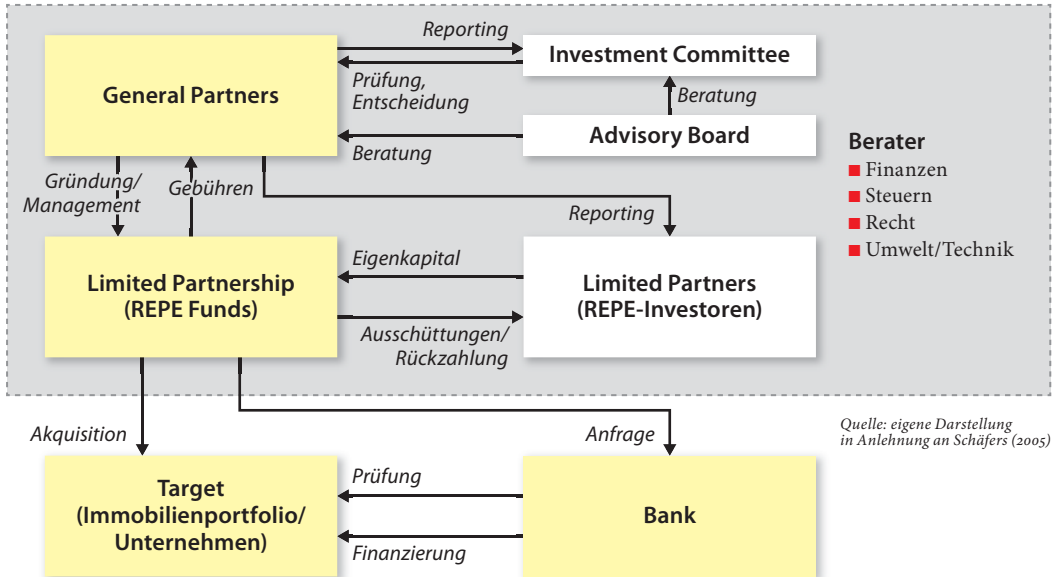 Reporting
Investment Committee
General Partners
Prüfung,
Entscheidung
Beratung
Advisory Board
Beratung
Berater
Finanzen
Steuern
Recht
Umwelt/Technik
Gründung/
Management
Gebühren
Reporting
Limited Partnership
(REPE Funds)
Eigenkapital
Ausschüttungen/
Rückzahlung
Limited Partners
(REPE-Investoren)
Quelle: eigene Darstellung
in Anlehnung an Schäfers (2005)
Akquisition
Anfrage
Target
(Immobilienportfolio/
Unternehmen)
Prüfung
Finanzierung
Bank